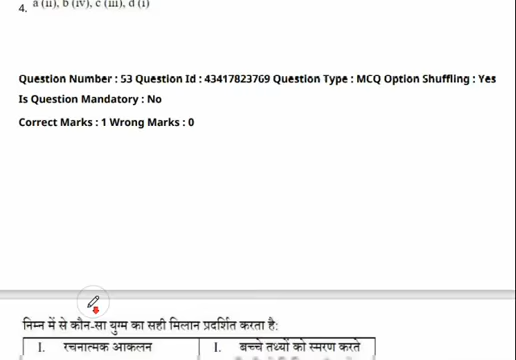 4. a (ii), b (iv), c (iii), d (i)
Question Number : 53 Question Id : 43417823769 Question Type : MCQ Option Shuffling : Yes
Is Question Mandatory : No
Correct Marks : 1 Wrong Marks : 0
निम्न में से कौन-सा युग्म का सही मिलान प्रदर्शित करता है:
I. रचनात्मक आकलन I. बच्चे तथ्यों को स्मरण करते